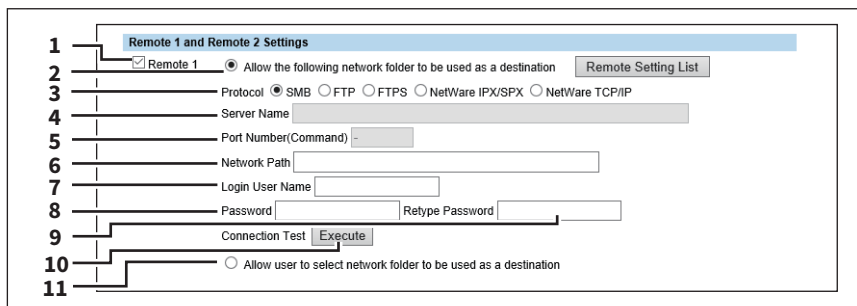 Remote 1 and Remote 2 Settings
1 Remote 1
2 Allow the following network folder to be used as a destination Remote Setting List
3 Protocol SMB FTP FTPS NetWare IPX/SPX NetWare TCP/IP
4 Server Name
5 Port Number(Command) -
6 Network Path
7 Login User Name
8 Password Retype Password
9
Connection Test Execute
10
11 Allow user to select network folder to be used as a destination